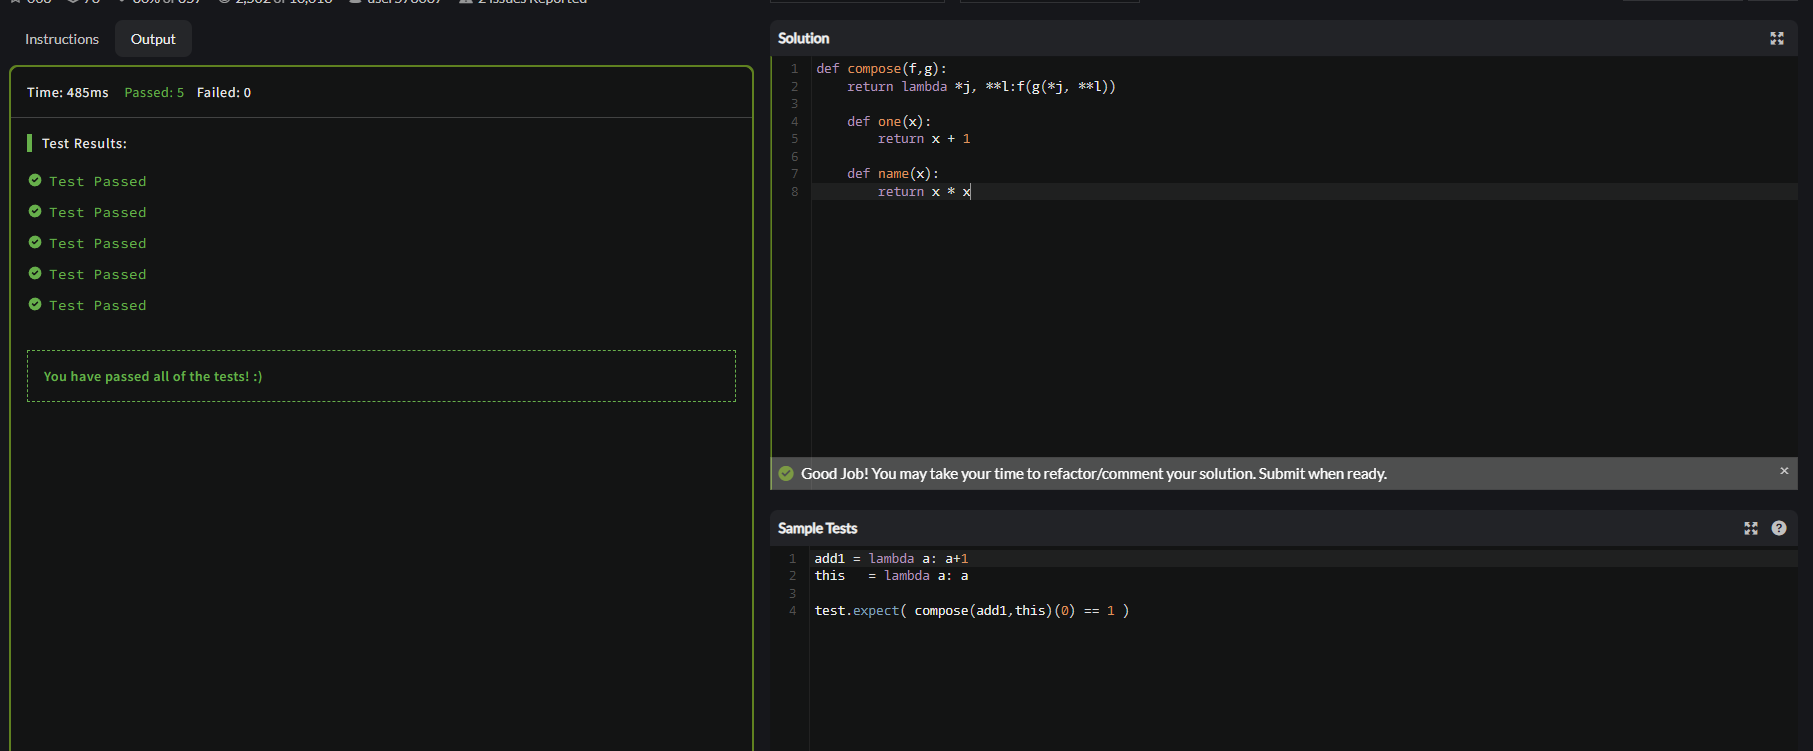 Instructions
Output
Time: 485ms Passed: 5 Failed: 0
Test Results:
Test Passed
Test Passed
Test Passed
Test Passed
Test Passed
You have passed all of the tests! :)
Solution
1 def compose(f,g):
2     return lambda *j, **l:f(g(*j, **l))
3
4     def one(x):
5         return x + 1
6
7     def name(x):
8         return x * x
Good Job! You may take your time to refactor/comment your solution. Submit when ready.
Sample Tests
1 add1 = lambda a: a+1
2 this   = lambda a: a
3
4 test.expect( compose(add1,this)(0) == 1 )